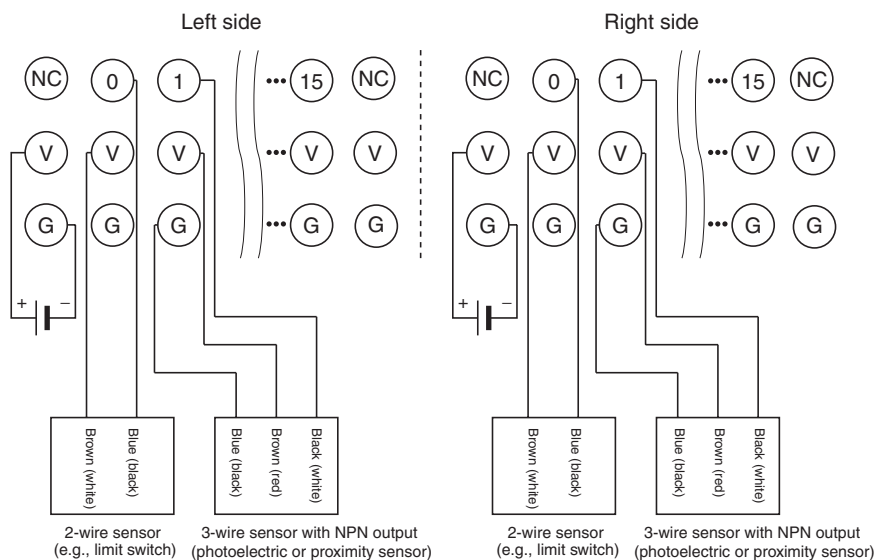 Left side
Right side
NC 0 1 ••• 15 NC
V V V ••• V V
G G G ••• G G
+ −
Brown (white)
Blue (black)
Blue (black)
Brown (red)
Black (white)
2-wire sensor
(e.g., limit switch)
3-wire sensor with NPN output
(photoelectric or proximity sensor)
NC 0 1 ••• 15 NC
V V V ••• V V
G G G ••• G G
+ −
Brown (white)
Blue (black)
Blue (black)
Brown (red)
Black (white)
2-wire sensor
(e.g., limit switch)
3-wire sensor with NPN output
(photoelectric or proximity sensor)